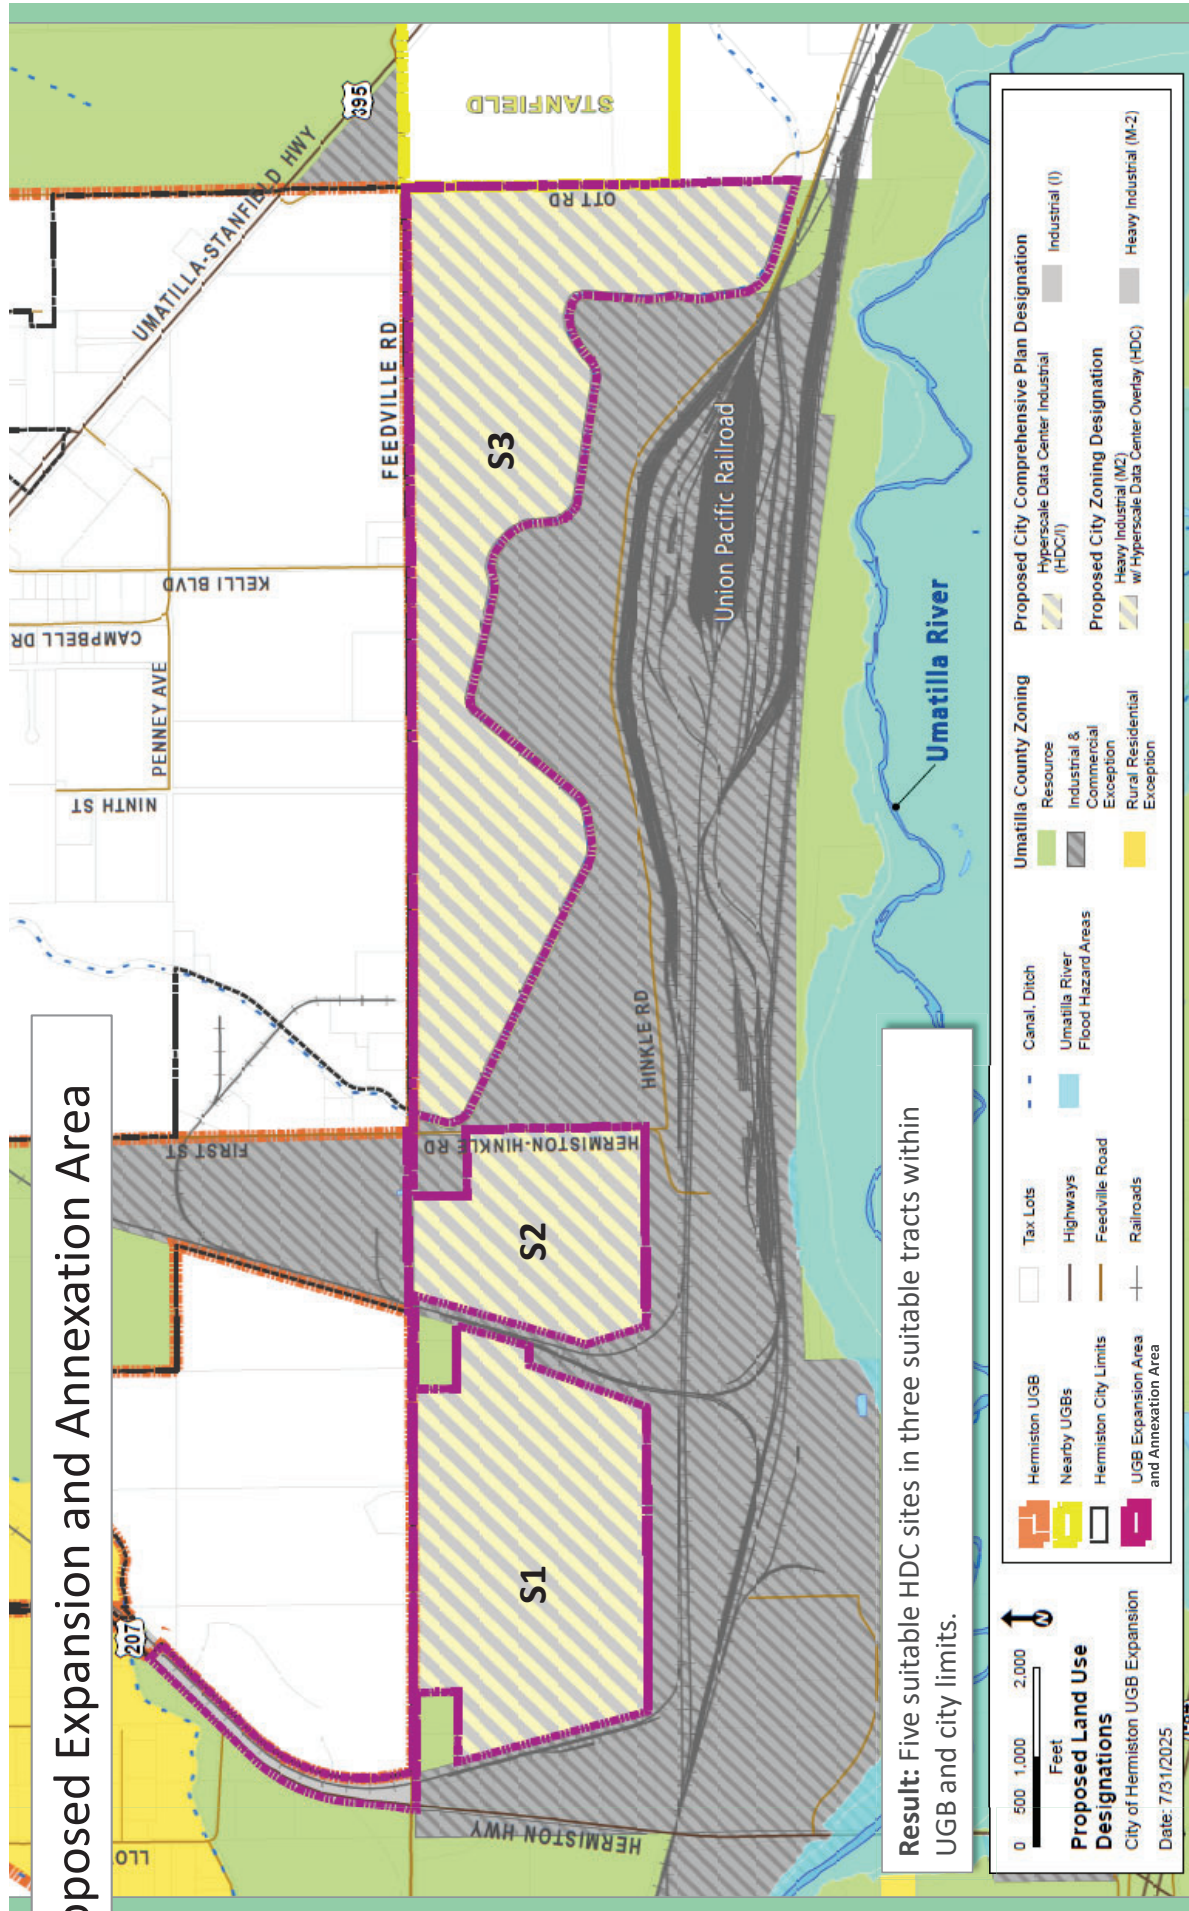 posed Expansion and Annexation Area
395
STANFIELD
UMATILLA-STANFIELD HWY
OTT RD
FEEDVILLE RD
KELLI BLVD
CAMPBELL DR
PENNEY AVE
NINTH ST
FIRST ST
HERMISTON-HINKLE RD
HINKLE RD
207
HERMISTON HWY
S1
S2
S3
Union Pacific Railroad
Umatilla River
Result: Five suitable HDC sites in three suitable tracts within
UGB and city limits.
0 500 1,000 2,000
Feet
N
Proposed Land Use
Designations
City of Hermiston UGB Expansion
Date: 7/31/2025
Hermiston UGB
Nearby UGBs
Hermiston City Limits
UGB Expansion Area
and Annexation Area
Tax Lots
Highways
Feedville Road
Railroads
Canal, Ditch
Umatilla River
Flood Hazard Areas
Umatilla County Zoning
Resource
Industrial &
Commercial
Exception
Rural Residential
Exception
Proposed City Comprehensive Plan Designation
Hyperscale Data Center Industrial
(HDC/I)
Industrial (I)
Proposed City Zoning Designation
Heavy Industrial (M2)
w/ Hyperscale Data Center Overlay (HDC)
Heavy Industrial (M-2)